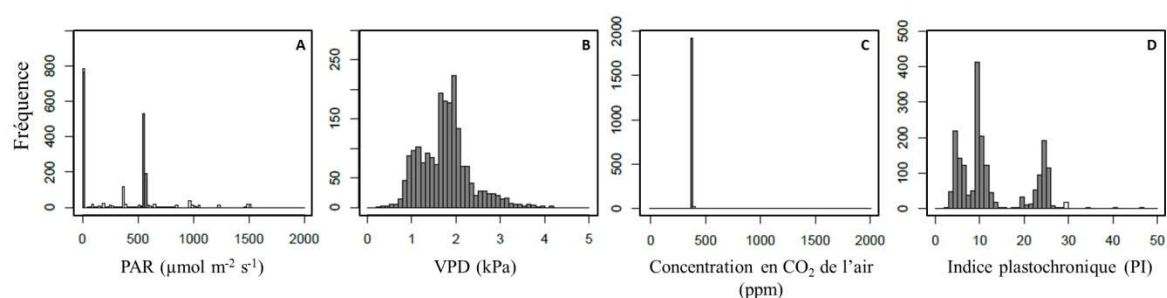 Fréquence
A
0 200 400 600 800
0 500 1000 1500 2000
PAR (µmol m-2 s-1)
B
0 50 150 250
0 1 2 3 4 5
VPD (kPa)
C
0 500 1000 1500 2000
0 500 1000 1500 2000
Concentration en CO2 de l'air
(ppm)
D
0 100 200 300 400 500
0 10 20 30 40 50
Indice plastochronique (PI)